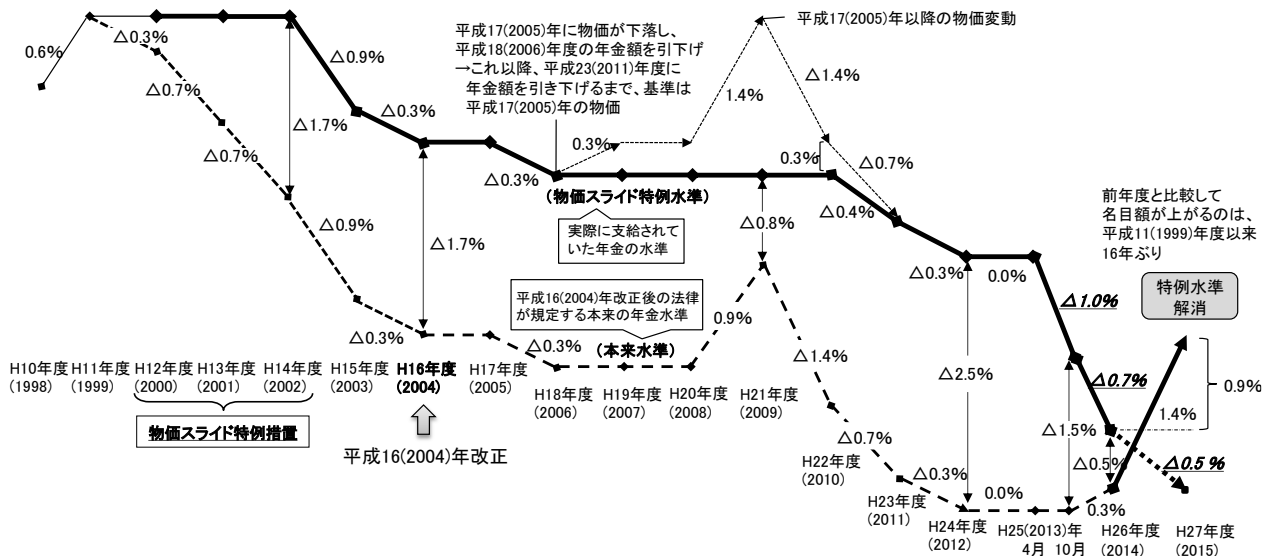 0.6%
△0.3%
△0.7%
△0.7%
△1.7%
△0.9%
△0.9%
△0.3%
△0.3%
△1.7%
平成17(2005)年に物価が下落し、
平成18(2006)年度の年金額を引下げ
→これ以降、平成23(2011)年度に
年金額を引き下げるまで、基準は
平成17(2005)年の物価
△0.3%
0.3%
1.4%
平成17(2005)年以降の物価変動
△1.4%
0.3%
△0.7%
△0.4%
(物価スライド特例水準)
実際に支給されて
いた年金の水準
△0.8%
平成16(2004)年改正後の法律
が規定する本来の年金水準
(本来水準)
△0.3%
0.9%
△1.4%
△0.7%
△0.3%
△0.3%
0.0%
△2.5%
0.0%
△1.0%
△0.7%
△1.5%
△0.5%
0.3%
前年度と比較して
名目額が上がるのは、
平成11(1999)年度以来
16年ぶり
特例水準
解消
0.9%
1.4%
△0.5 %
H10年度
(1998)
H11年度
(1999)
H12年度
(2000)
H13年度
(2001)
H14年度
(2002)
H15年度
(2003)
H16年度
(2004)
H17年度
(2005)
H18年度
(2006)
H19年度
(2007)
H20年度
(2008)
H21年度
(2009)
H22年度
(2010)
H23年度
(2011)
H24年度
(2012)
H25(2013)年
4月 10月
H26年度
(2014)
H27年度
(2015)
物価スライド特例措置
平成16(2004)年改正